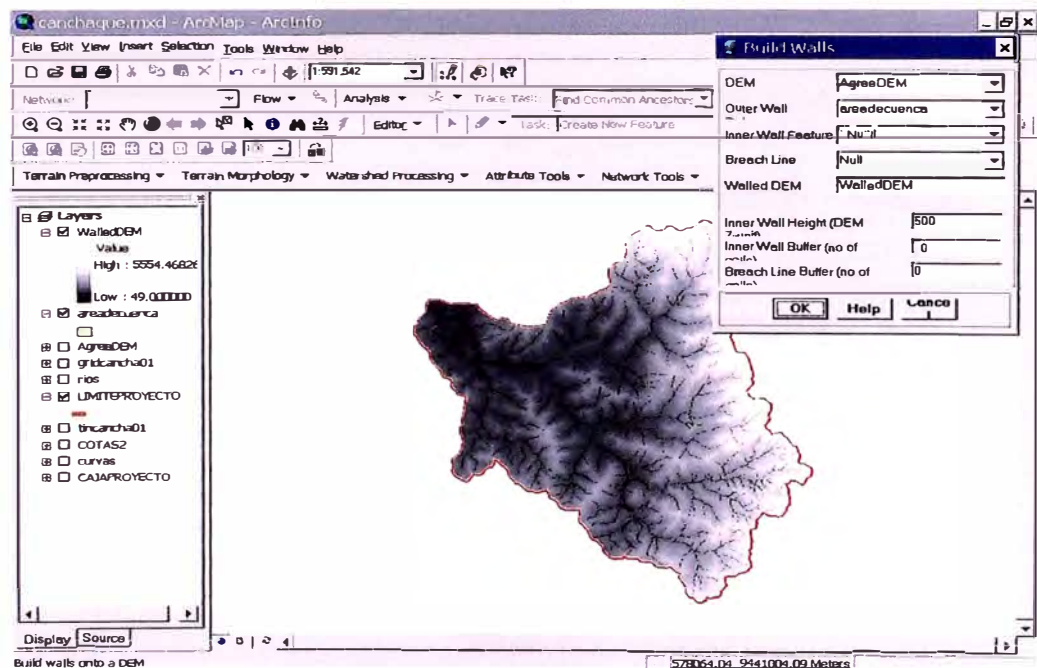 canchaque.mxd - ArcMap - ArcInfo
File Edit View Insert Selection Tools Window Help
1:591,542
Network: Flow Analysis Trace Task: Find Common Ancestors
Editor Task: Create New Feature
Terrain Preprocessing Terrain Morphology Watershed Processing Attribute Tools Network Tools
Layers
WalledDEM
Value
High : 5554.46826
Low : 49.000000
areadecuenca
AgreeDEM
gridcancha01
rios
LIMITEPROYECTO
tincancha01
COTAS2
curvas
CAJAPROYECTO
Display Source
Build walls onto a DEM
578064.04 9441004.09 Meters
Build Walls
DEM AgreeDEM
Outer Wall areadecuenca
Inner Wall Feature Null
Breach Line Null
Walled DEM WalledDEM
Inner Wall Height (DEM 500
Inner Wall Buffer (no of 0
Breach Line Buffer (no of 0
OK Help Cance
l